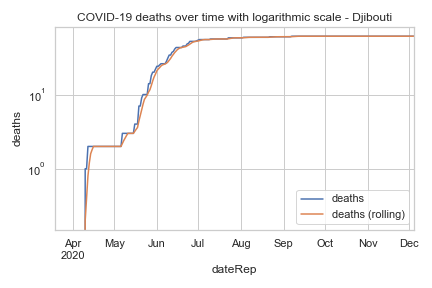 COVID-19 deaths over time with logarithmic scale - Djibouti
deaths
10¹
10⁰
deaths
deaths (rolling)
Apr May Jun Jul Aug Sep Oct Nov Dec
2020
dateRep